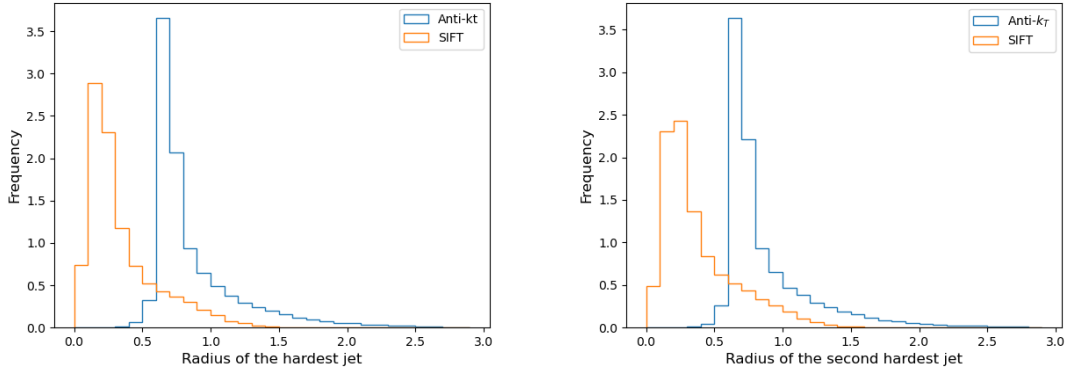 Anti-kt
SIFT
Frequency
3.5
3.0
2.5
2.0
1.5
1.0
0.5
0.0
0.0 0.5 1.0 1.5 2.0 2.5 3.0
Radius of the hardest jet
Anti-k_T
SIFT
Frequency
3.5
3.0
2.5
2.0
1.5
1.0
0.5
0.0
0.0 0.5 1.0 1.5 2.0 2.5 3.0
Radius of the second hardest jet